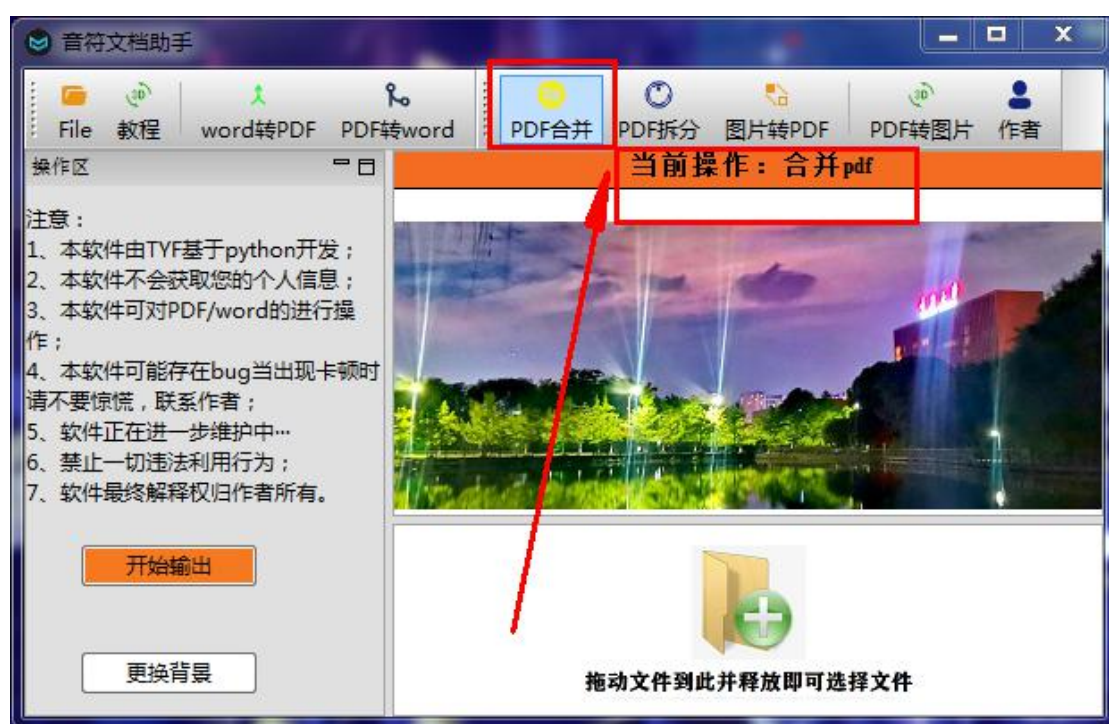 音符文档助手
File 教程 word转PDF PDF转word PDF合并 PDF拆分 图片转PDF PDF转图片 作者
操作区
当前操作：合并pdf
注意：
1、本软件由TYF基于python开发；
2、本软件不会获取您的个人信息；
3、本软件可对PDF/word的进行操
作；
4、本软件可能存在bug当出现卡顿时
请不要惊慌，联系作者；
5、软件正在进一步维护中…
6、禁止一切违法利用行为；
7、软件最终解释权归作者所有。
开始输出
更换背景
拖动文件到此并释放即可选择文件